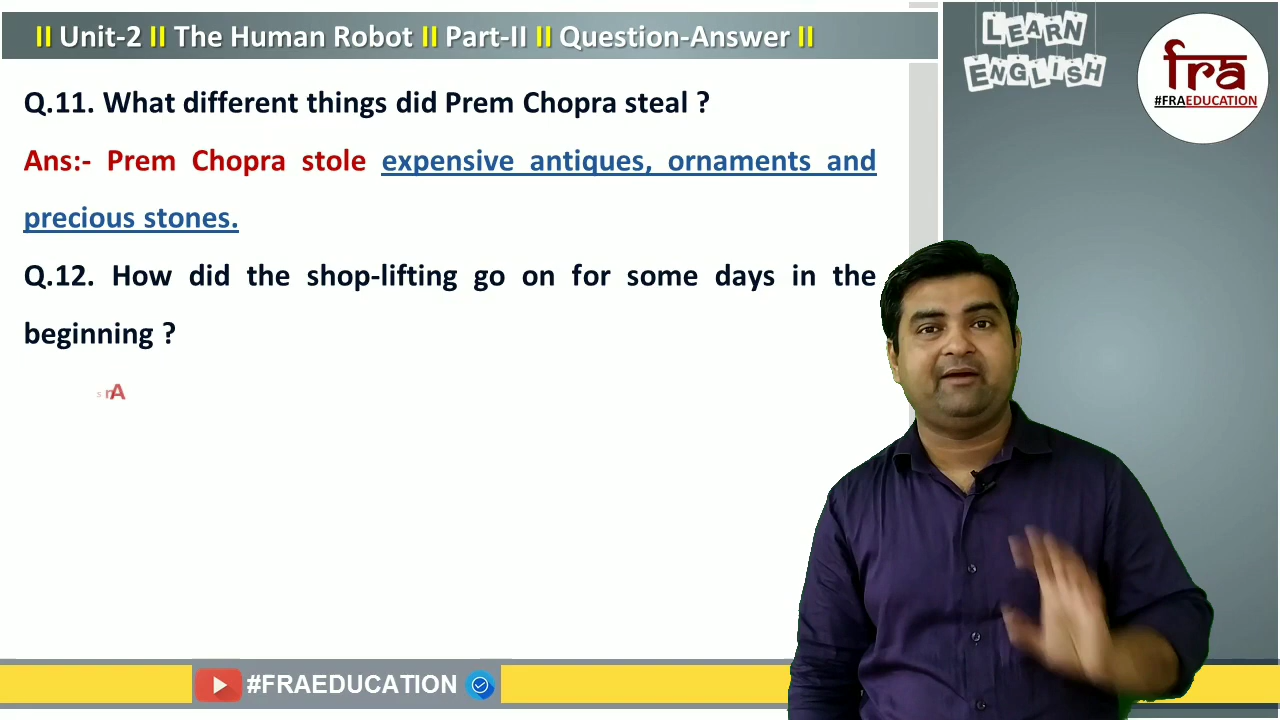 II Unit-2 II The Human Robot II Part-II II Question-Answer II
LEARN
ENGLISH
fra
#FRAEDUCATION
Q.11. What different things did Prem Chopra steal ?
Ans:- Prem Chopra stole expensive antiques, ornaments and
precious stones.
Q.12. How did the shop-lifting go on for some days in the
beginning ?
s nA
#FRAEDUCATION